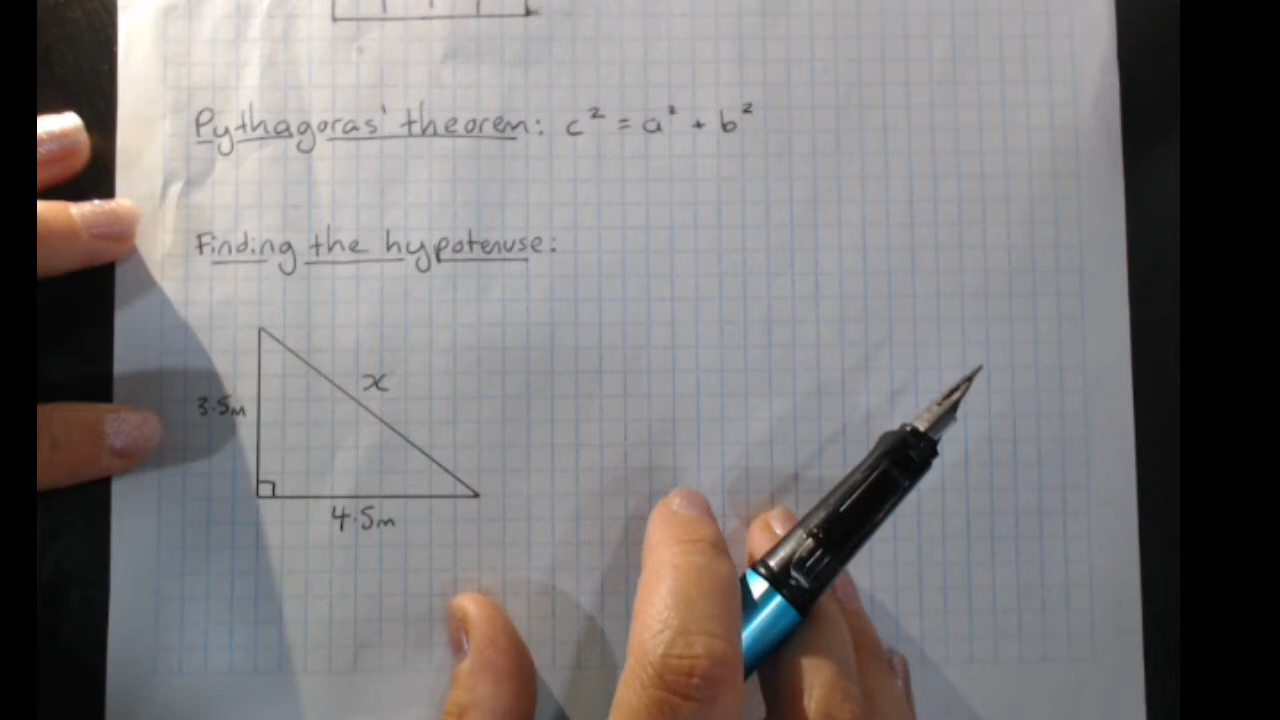 Pythagoras' theorem: c² = a² + b²
Finding the hypotenuse:
x
3·5m
4·5m